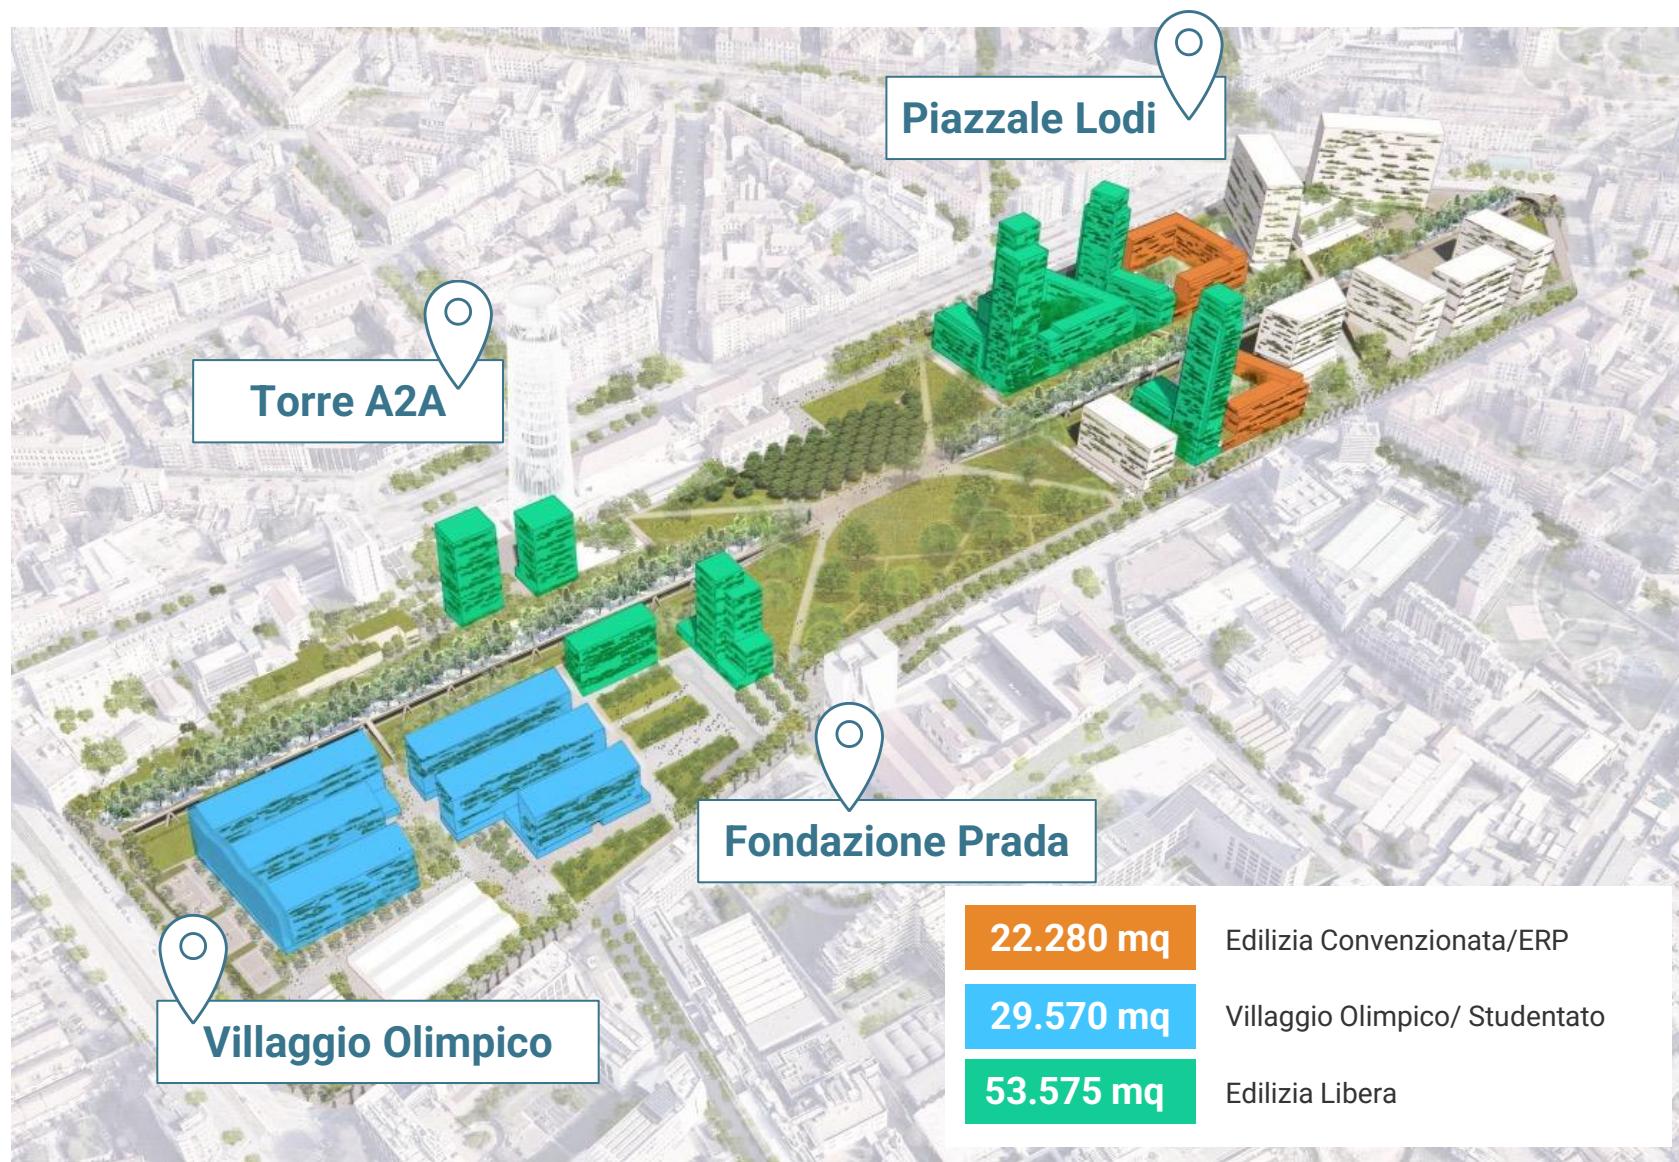 Piazzale Lodi
Torre A2A
Fondazione Prada
Villaggio Olimpico
22.280 mq Edilizia Convenzionata/ERP
29.570 mq Villaggio Olimpico/ Studentato
53.575 mq Edilizia Libera